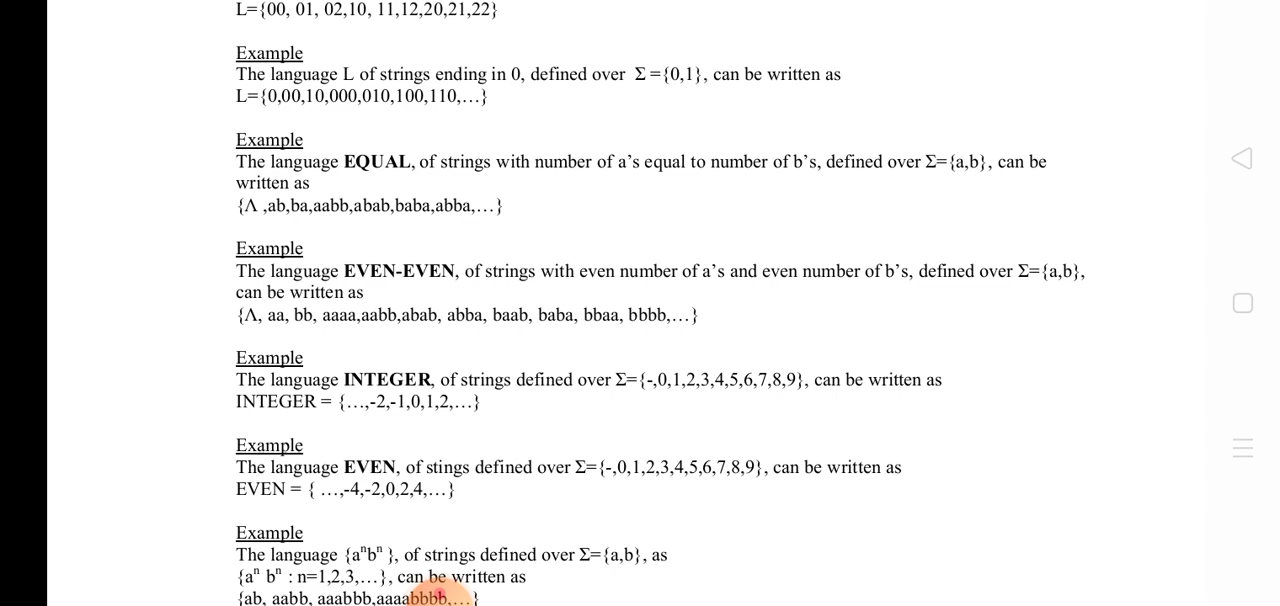 L={00, 01, 02,10, 11,12,20,21,22}
Example
The language L of strings ending in 0, defined over Σ={0,1}, can be written as
L={0,00,10,000,010,100,110,…}
Example
The language EQUAL, of strings with number of a’s equal to number of b’s, defined over Σ={a,b}, can be
written as
{Λ ,ab,ba,aabb,abab,baba,abba,…}
Example
The language EVEN-EVEN, of strings with even number of a’s and even number of b’s, defined over Σ={a,b},
can be written as
{Λ, aa, bb, aaaa,aabb,abab, abba, baab, baba, bbaa, bbbb,…}
Example
The language INTEGER, of strings defined over Σ={-,0,1,2,3,4,5,6,7,8,9}, can be written as
INTEGER = {…,-2,-1,0,1,2,…}
Example
The language EVEN, of stings defined over Σ={-,0,1,2,3,4,5,6,7,8,9}, can be written as
EVEN = { …,-4,-2,0,2,4,…}
Example
The language {aⁿbⁿ }, of strings defined over Σ={a,b}, as
{aⁿ bⁿ : n=1,2,3,…}, can be written as
{ab, aabb, aaabbb,aaaabbbb,…}